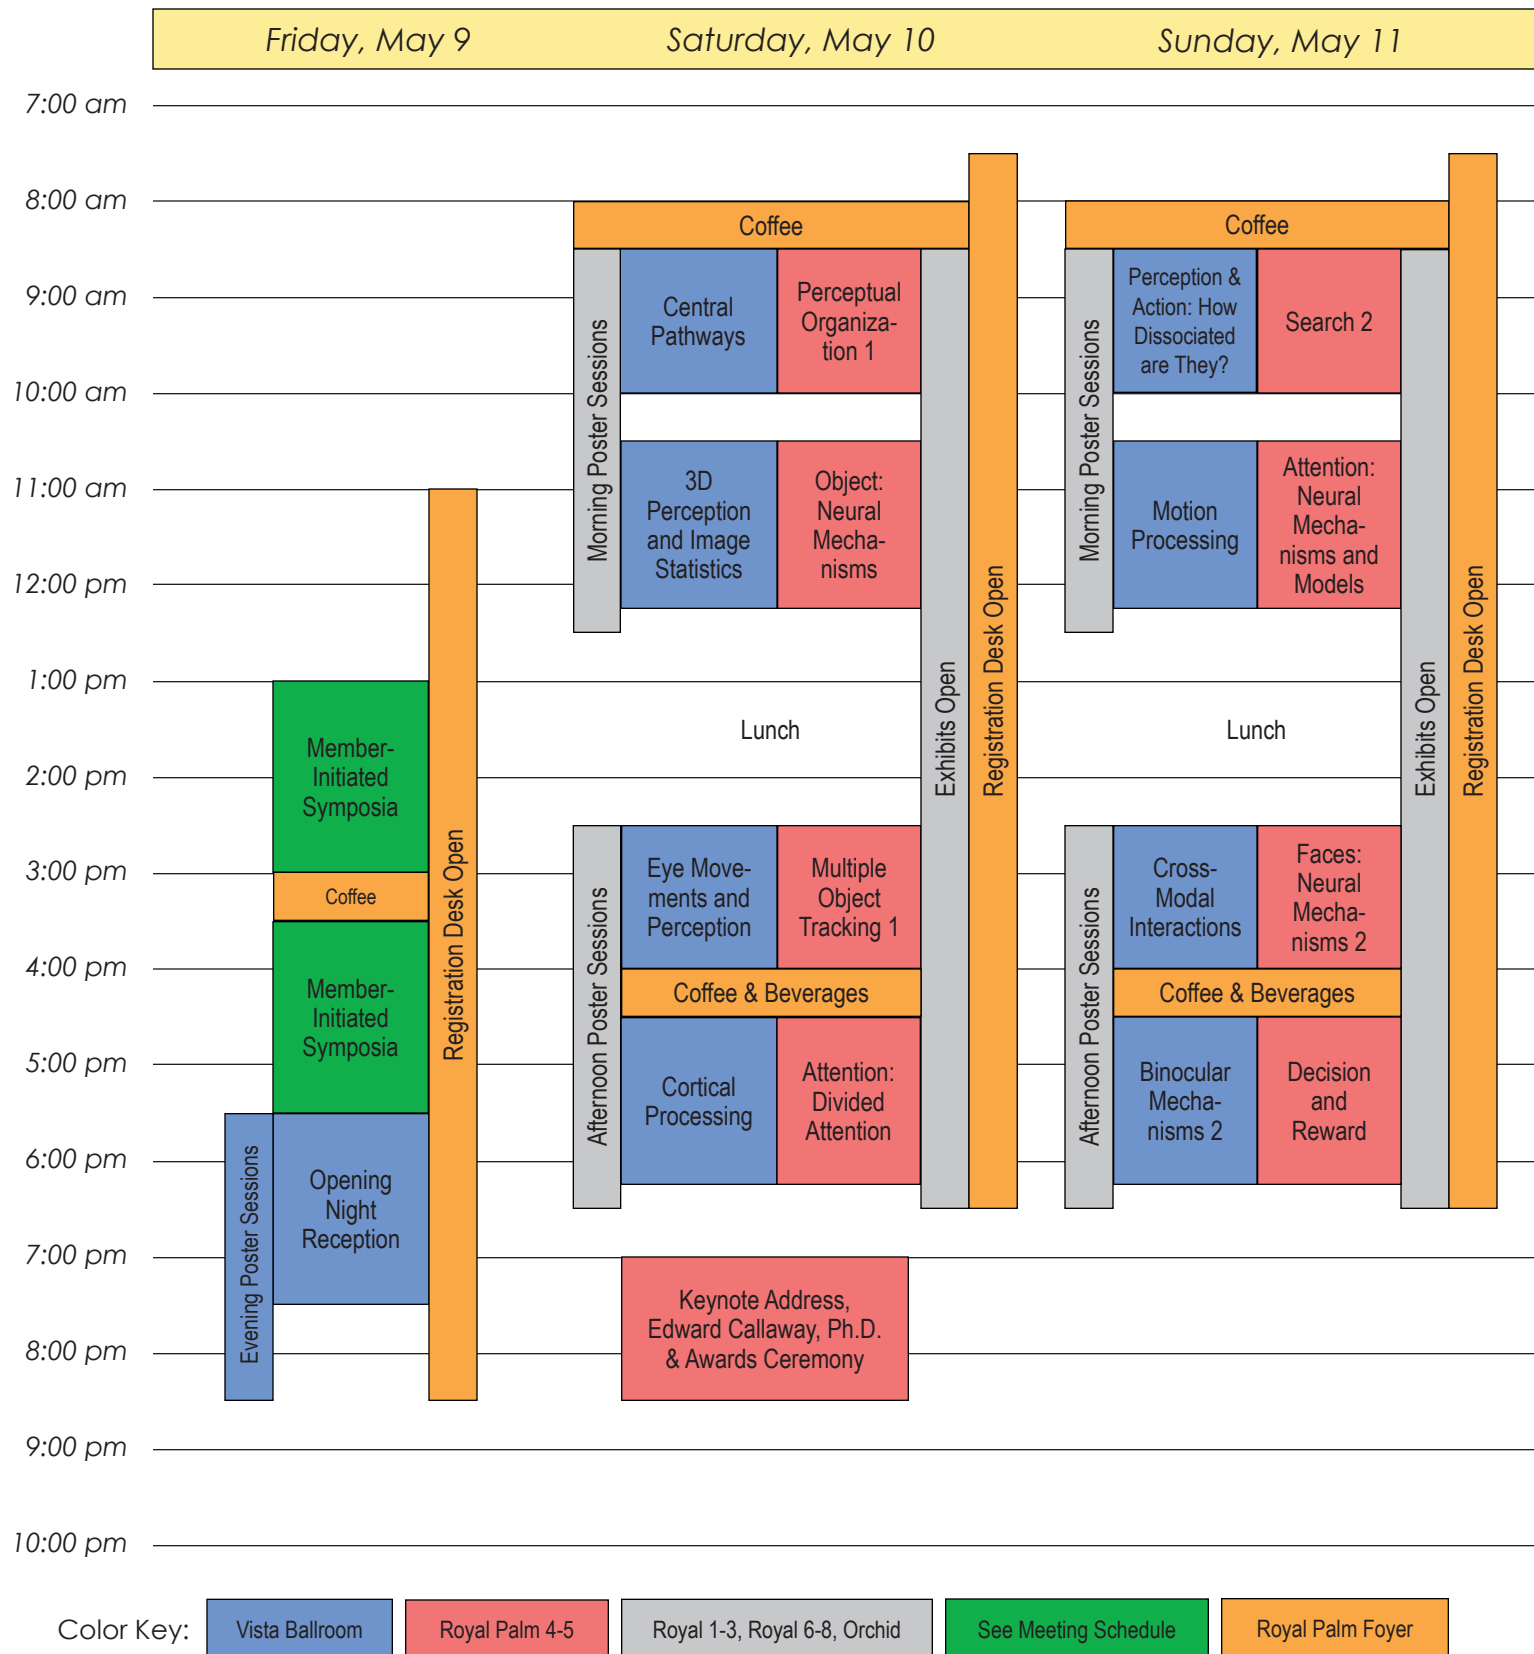 Friday, May 9
Saturday, May 10
Sunday, May 11
7:00 am
8:00 am
9:00 am
10:00 am
11:00 am
12:00 pm
1:00 pm
2:00 pm
3:00 pm
4:00 pm
5:00 pm
6:00 pm
7:00 pm
8:00 pm
9:00 pm
10:00 pm
Member-
Initiated
Symposia
Coffee
Member-
Initiated
Symposia
Evening Poster Sessions
Opening
Night
Reception
Registration Desk Open
Coffee
Morning Poster Sessions
Central
Pathways
Perceptual
Organiza-
tion 1
3D
Perception
and Image
Statistics
Object:
Neural
Mecha-
nisms
Lunch
Afternoon Poster Sessions
Eye Move-
ments and
Perception
Multiple
Object
Tracking 1
Coffee & Beverages
Cortical
Processing
Attention:
Divided
Attention
Exhibits Open
Registration Desk Open
Keynote Address,
Edward Callaway, Ph.D.
& Awards Ceremony
Coffee
Morning Poster Sessions
Perception &
Action: How
Dissociated
are They?
Search 2
Motion
Processing
Attention:
Neural
Mecha-
nisms and
Models
Lunch
Afternoon Poster Sessions
Cross-
Modal
Interactions
Faces:
Neural
Mecha-
nisms 2
Coffee & Beverages
Binocular
Mecha-
nisms 2
Decision
and
Reward
Exhibits Open
Registration Desk Open
Color Key:
Vista Ballroom
Royal Palm 4-5
Royal 1-3, Royal 6-8, Orchid
See Meeting Schedule
Royal Palm Foyer